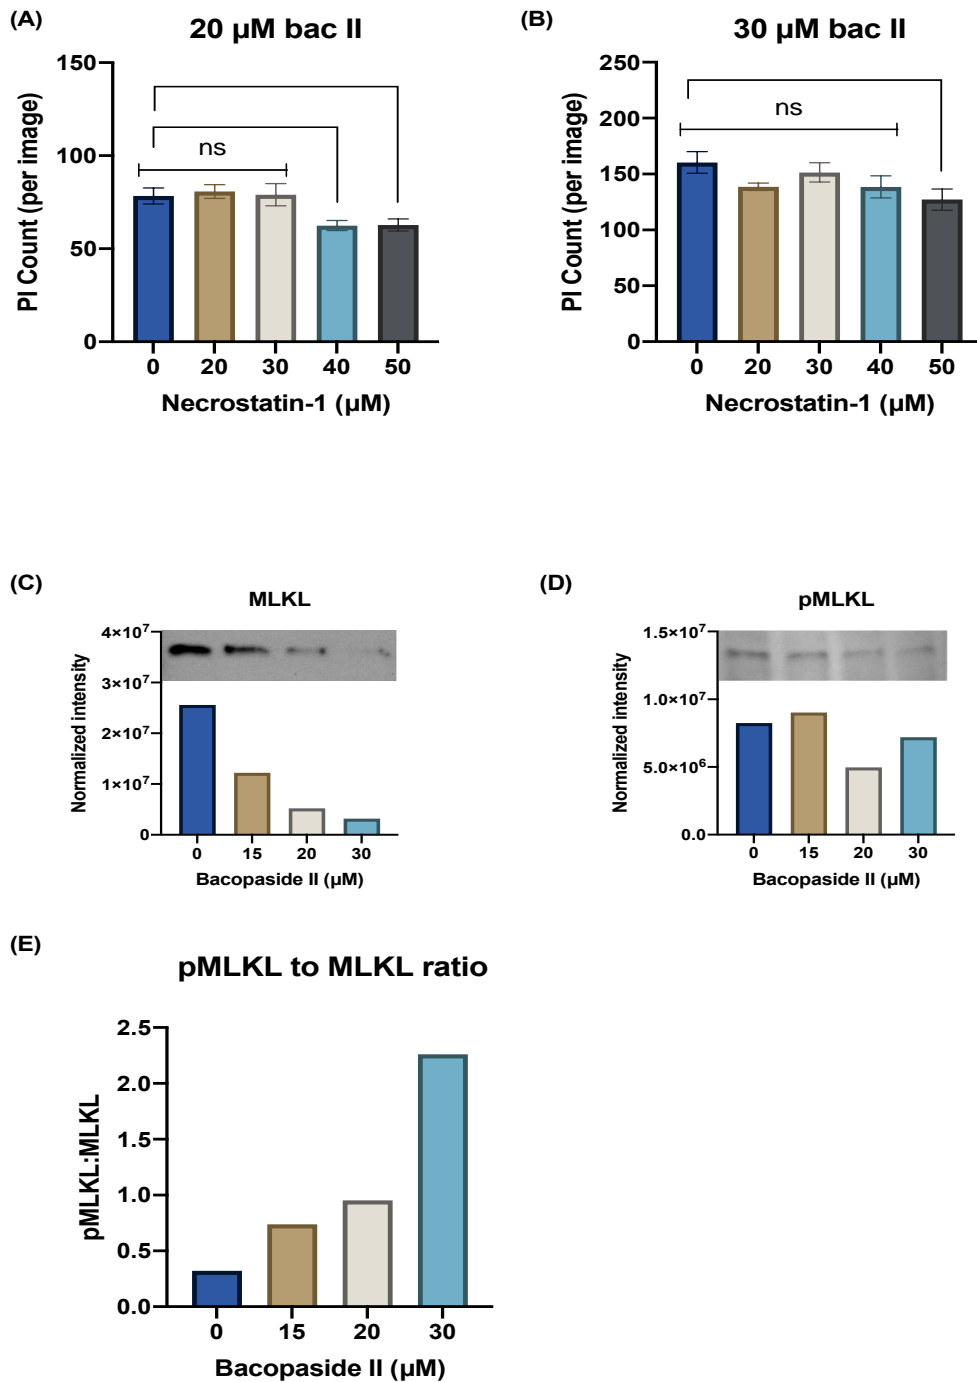 (A)
20 µM bac II
PI Count (per image)
150
100
50
0
ns
0 20 30 40 50
Necrostatin-1 (µM)
(B)
30 µM bac II
PI Count (per image)
250
200
150
100
50
0
ns
0 20 30 40 50
Necrostatin-1 (µM)
(C)
MLKL
Normalized intensity
4×10⁷
3×10⁷
2×10⁷
1×10⁷
0
0 15 20 30
Bacopaside II (µM)
(D)
pMLKL
Normalized intensity
1.5×10⁷
1.0×10⁷
5.0×10⁶
0.0
0 15 20 30
Bacopaside II (µM)
(E)
pMLKL to MLKL ratio
pMLKL:MLKL
2.5
2.0
1.5
1.0
0.5
0.0
0 15 20 30
Bacopaside II (µM)